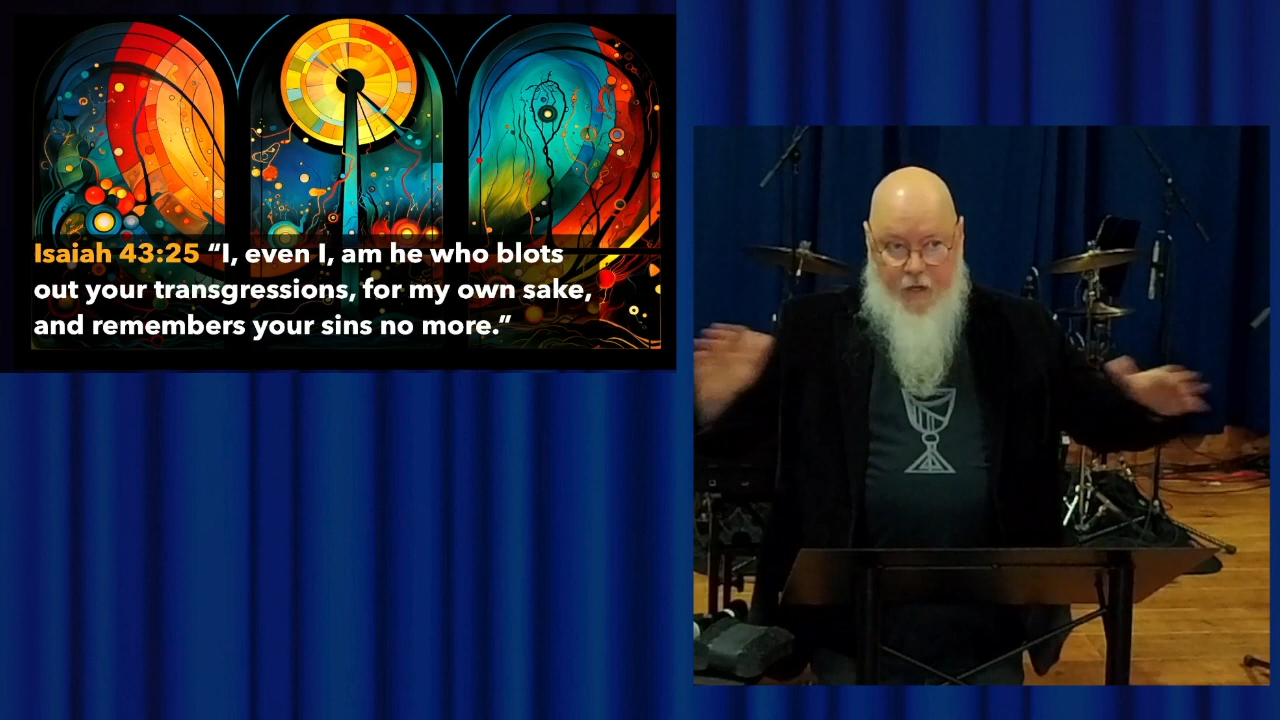 Isaiah 43:25 “I, even I, am he who blots
out your transgressions, for my own sake,
and remembers your sins no more.”